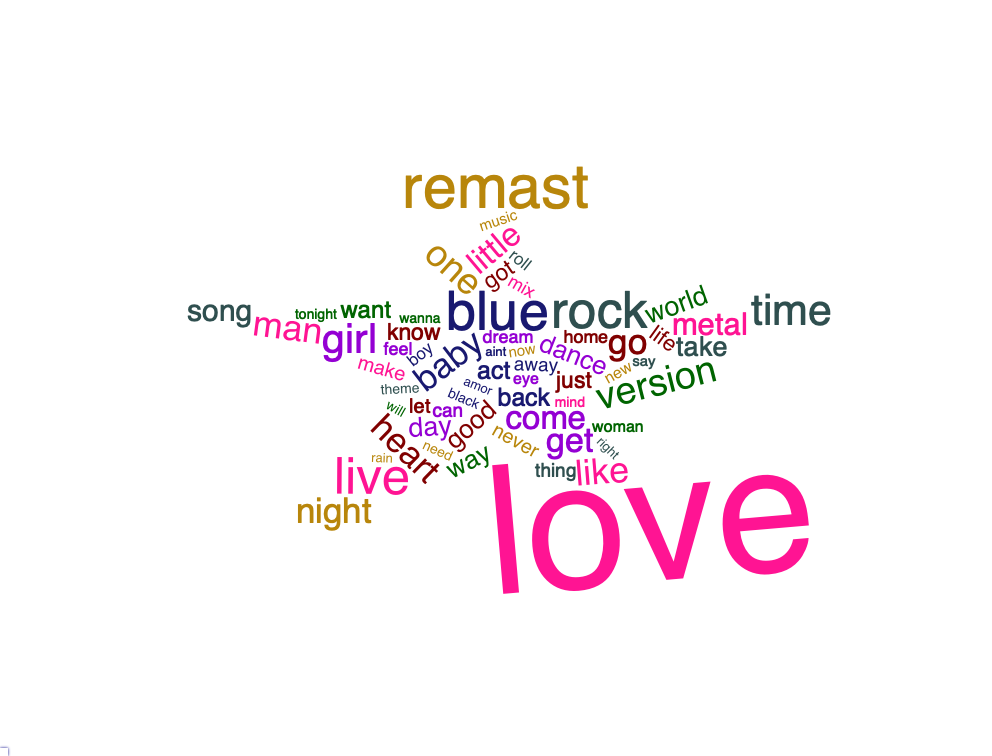 remast
music
little
one
roll
got
mix
blue
rock
world
time
song
tonight
want
wanna
man
girl
know
metal
dream
home
go
life
take
feel
boy
baby
aint
now
dance
say
make
act
away
eye
just
new
version
theme
amor
black
back
mind
will
let
can
good
come
day
heart
never
get
woman
right
need
rain
way
live
thing
like
night
love